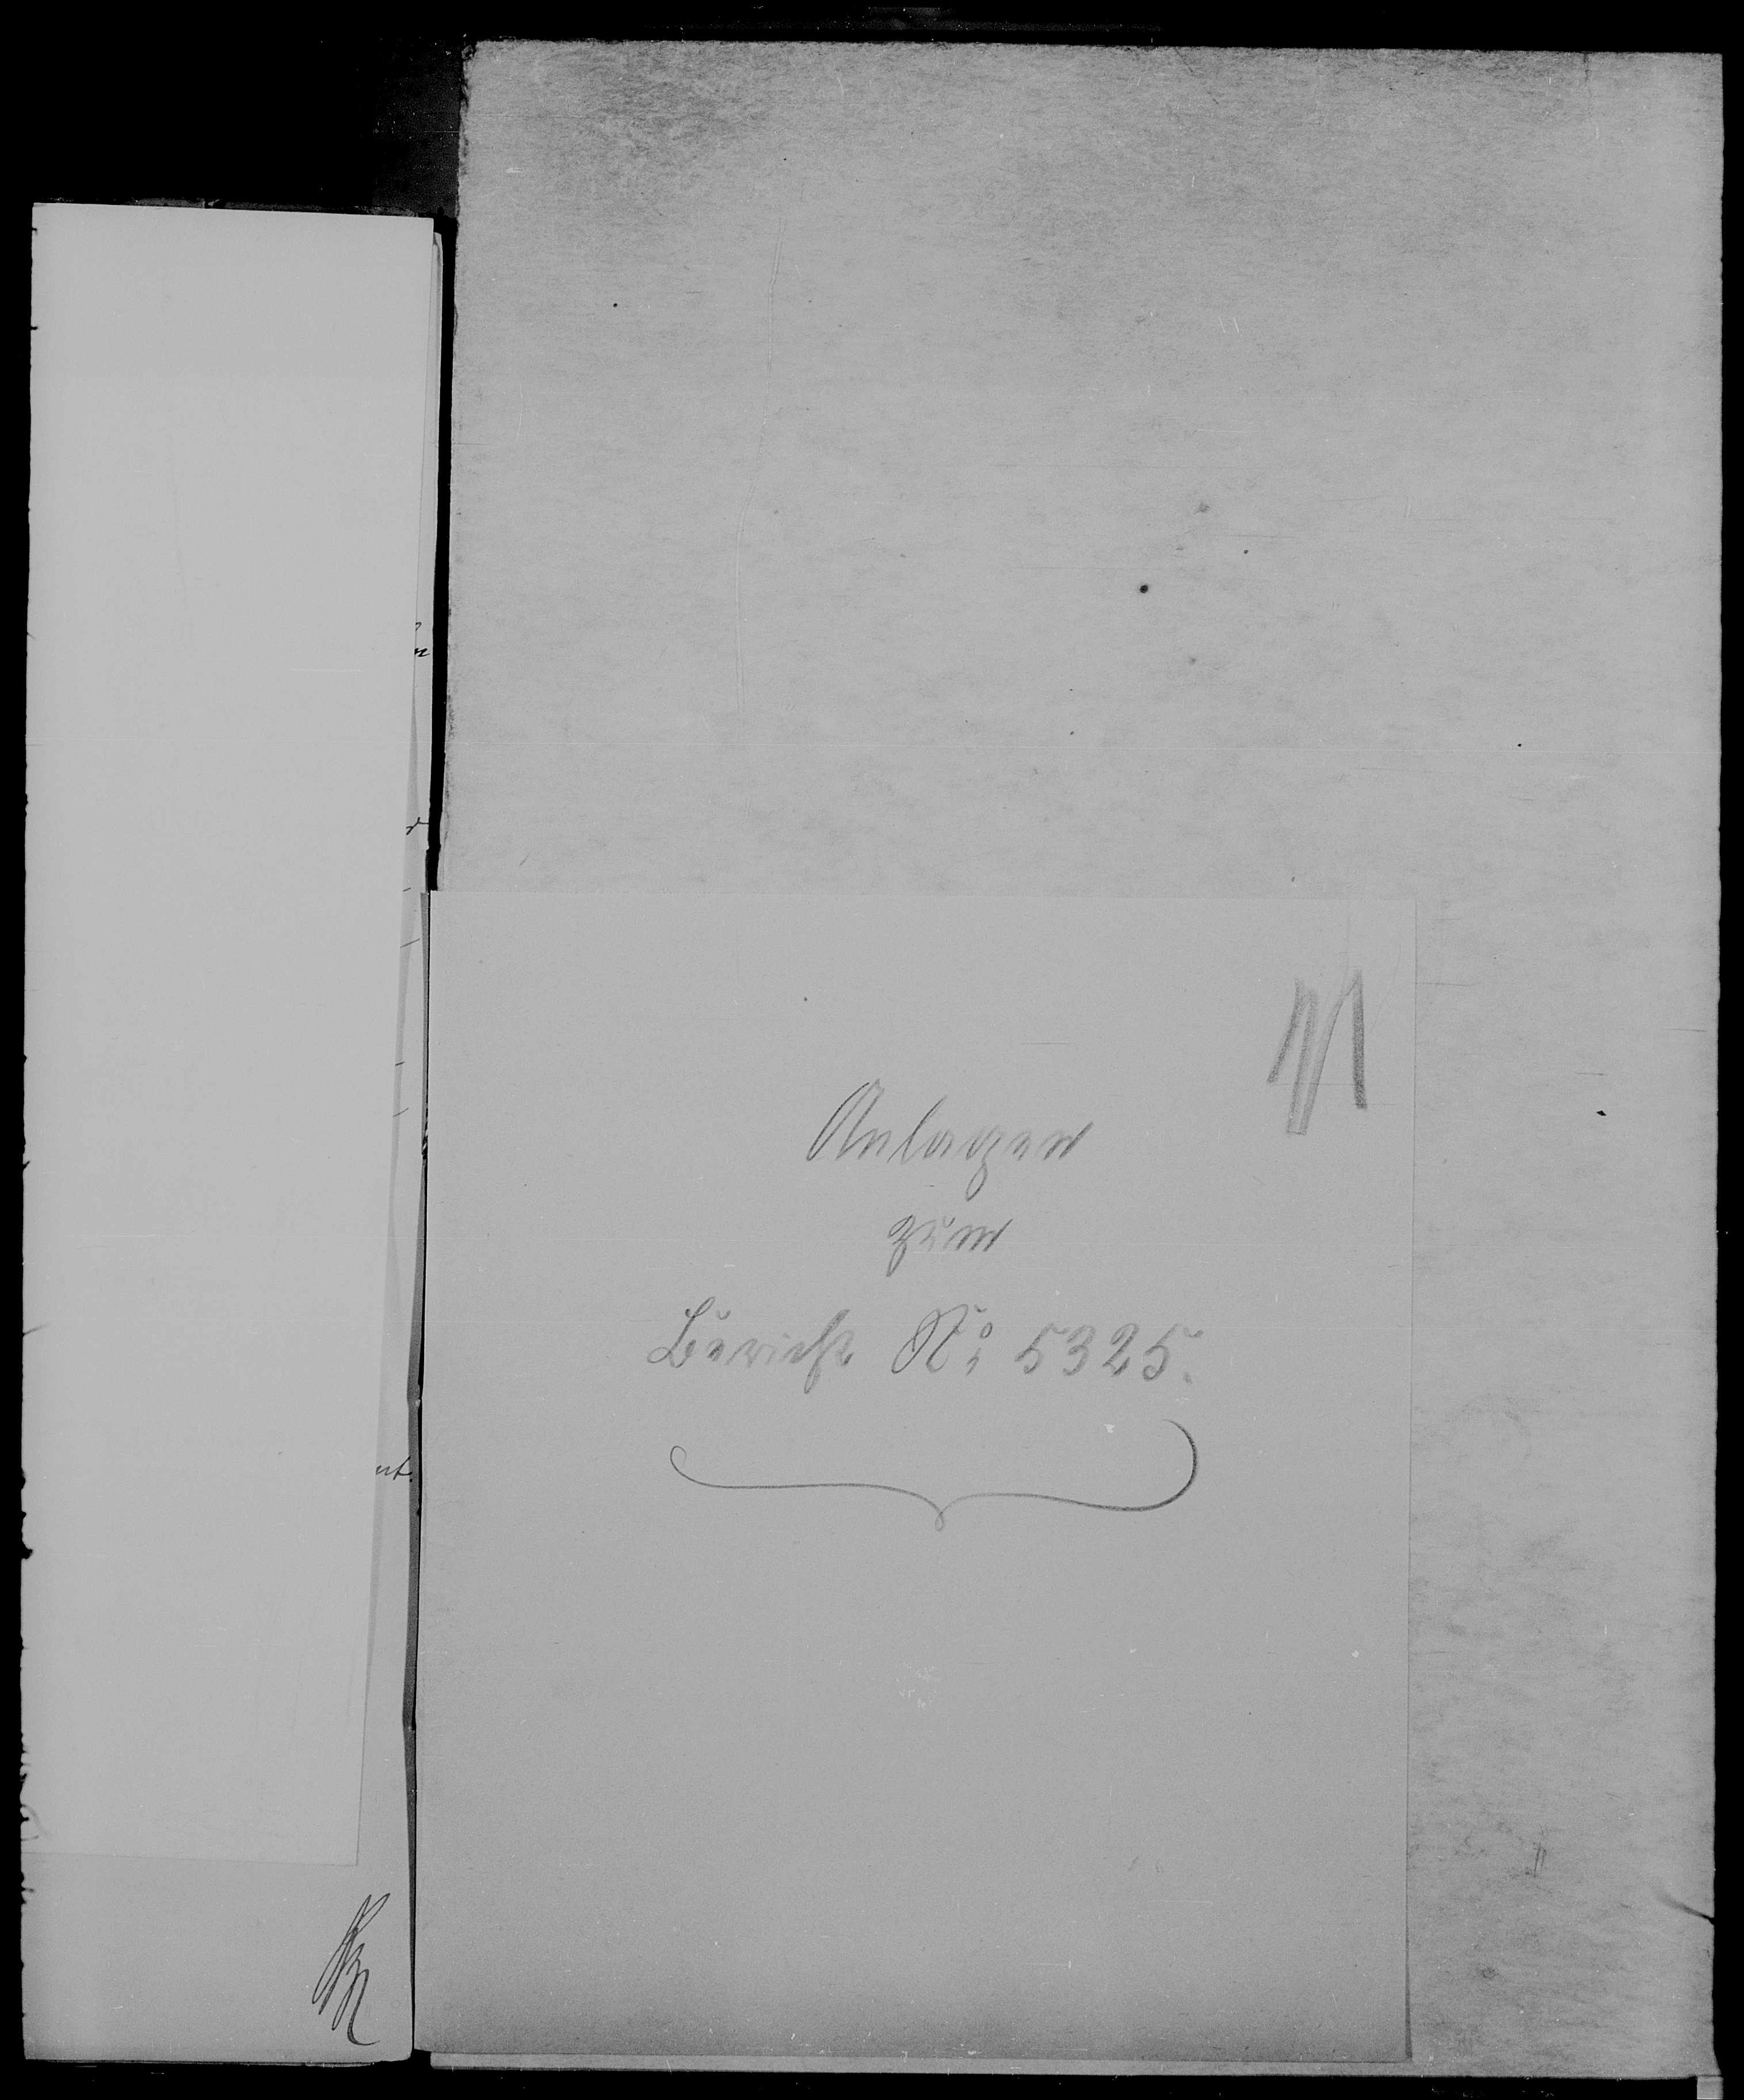 Anlagen
zum
Bericht No 5325.